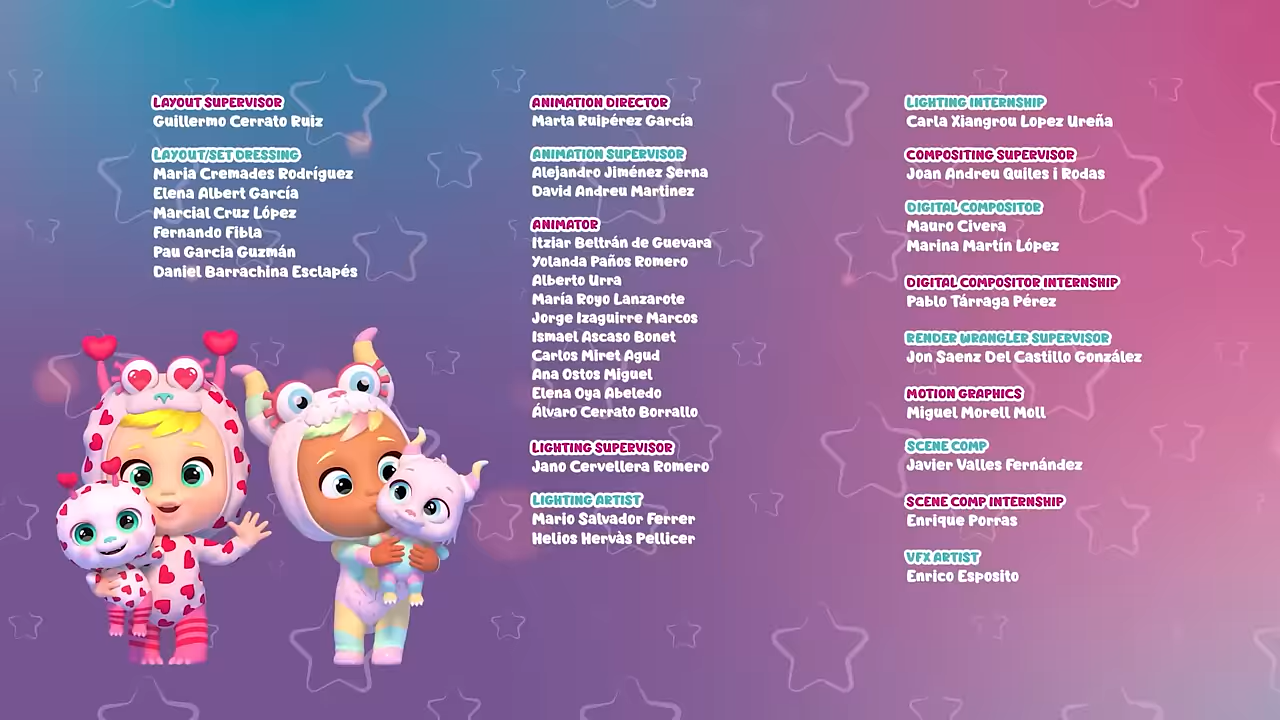 LAYOUT SUPERVISOR
Guillermo Cerrato Ruiz
LAYOUT/SET DRESSING
Maria Cremades Rodríguez
Elena Albert García
Marcial Cruz López
Fernando Fibla
Pau Garcia Guzmán
Daniel Barrachina Esclapés
ANIMATION DIRECTOR
Marta Ruipérez García
ANIMATION SUPERVISOR
Alejandro Jiménez Serna
David Andreu Martinez
ANIMATOR
Itziar Beltrán de Guevara
Yolanda Paños Romero
Alberto Urra
María Royo Lanzarote
Jorge Izaguirre Marcos
Ismael Ascaso Bonet
Carlos Miret Agud
Ana Ostos Miguel
Elena Oya Abeledo
Álvaro Cerrato Borrallo
LIGHTING SUPERVISOR
Jano Cervellera Romero
LIGHTING ARTIST
Mario Salvador Ferrer
Helios Hervàs Pellicer
LIGHTING INTERNSHIP
Carla Xiangrou Lopez Ureña
COMPOSITING SUPERVISOR
Joan Andreu Quiles i Rodas
DIGITAL COMPOSITOR
Mauro Civera
Marina Martín López
DIGITAL COMPOSITOR INTERNSHIP
Pablo Tárraga Pérez
RENDER WRANGLER SUPERVISOR
Jon Saenz Del Castillo González
MOTION GRAPHICS
Miguel Morell Moll
SCENE COMP
Javier Valles Fernández
SCENE COMP INTERNSHIP
Enrique Porras
VFX ARTIST
Enrico Esposito